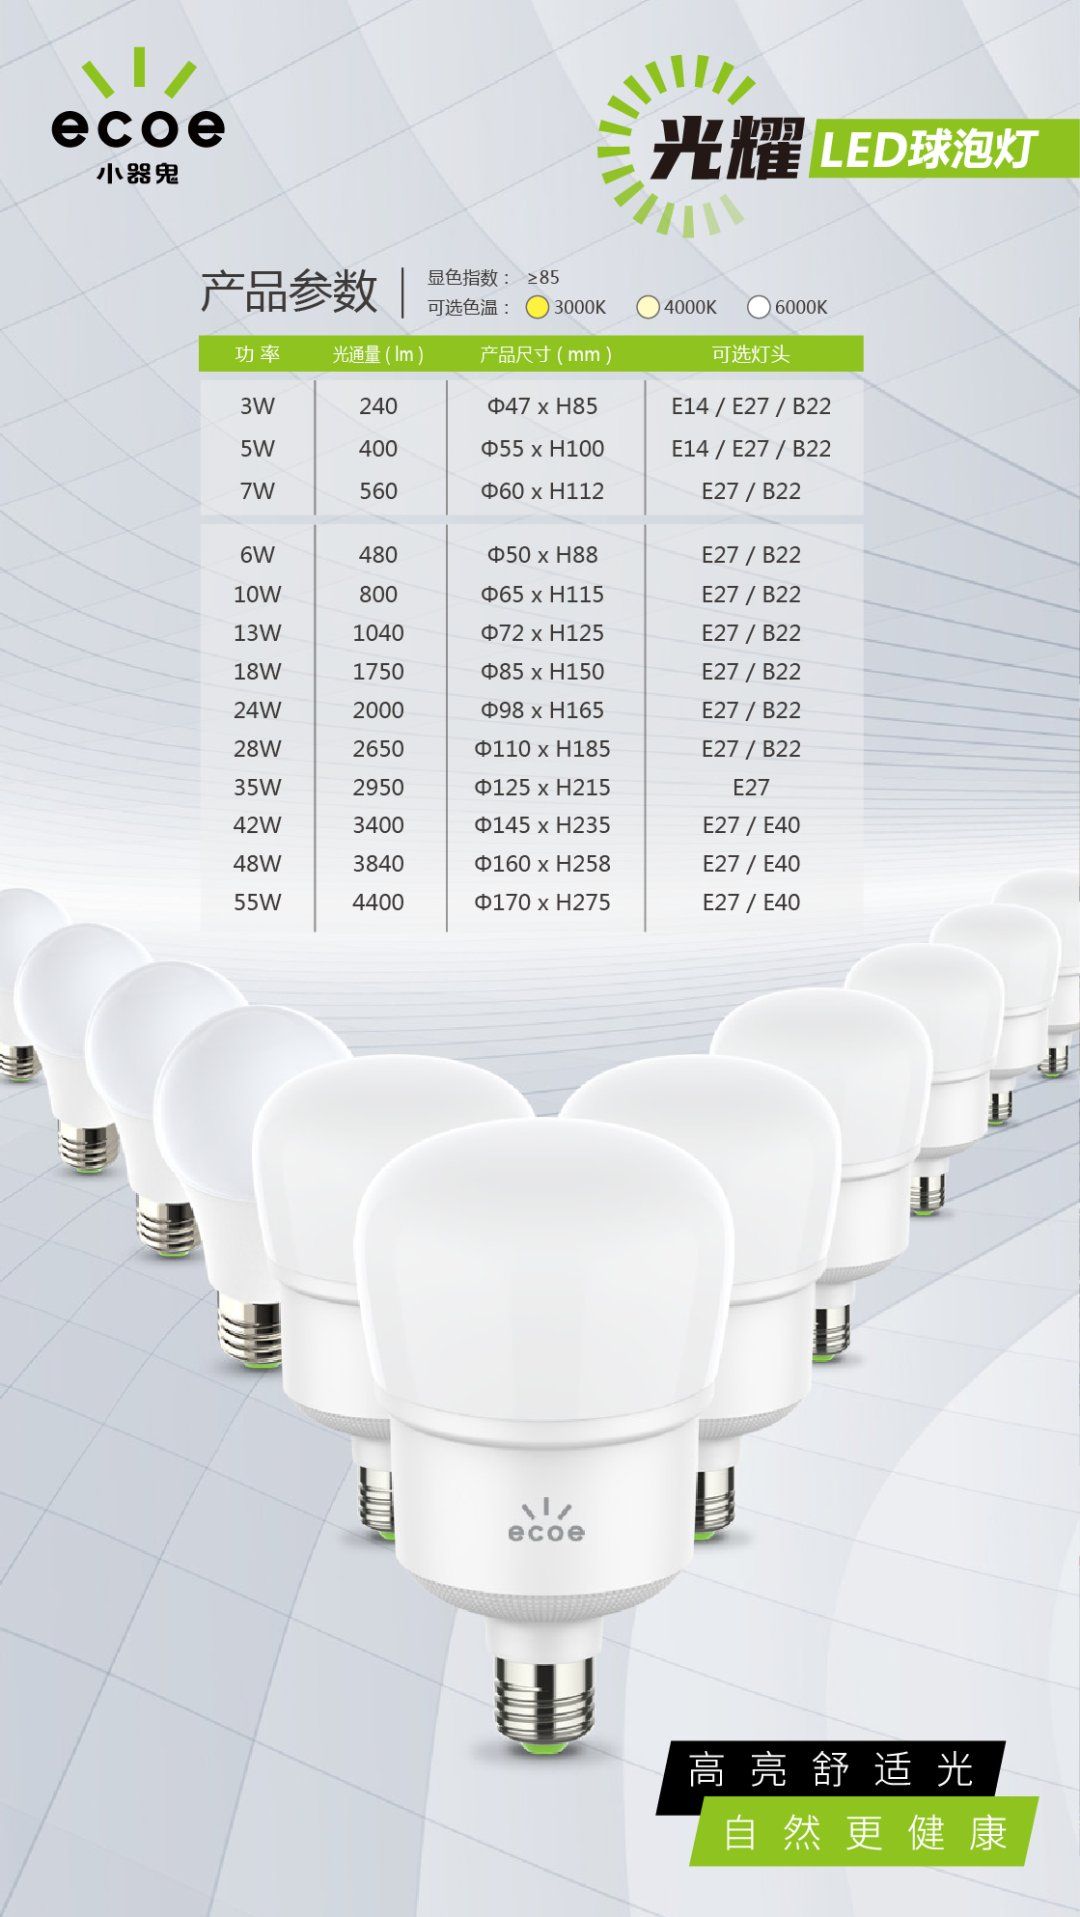 ecoe
小器鬼
光耀 LED球泡灯
产品参数
显色指数： ≥85
可选色温： 3000K 4000K 6000K
功率 光通量 ( lm ) 产品尺寸 ( mm ) 可选灯头
3W 240 Φ47 x H85 E14 / E27 / B22
5W 400 Φ55 x H100 E14 / E27 / B22
7W 560 Φ60 x H112 E27 / B22
6W 480 Φ50 x H88 E27 / B22
10W 800 Φ65 x H115 E27 / B22
13W 1040 Φ72 x H125 E27 / B22
18W 1750 Φ85 x H150 E27 / B22
24W 2000 Φ98 x H165 E27 / B22
28W 2650 Φ110 x H185 E27 / B22
35W 2950 Φ125 x H215 E27
42W 3400 Φ145 x H235 E27 / E40
48W 3840 Φ160 x H258 E27 / E40
55W 4400 Φ170 x H275 E27 / E40
ecoe
高亮舒适光
自然更健康